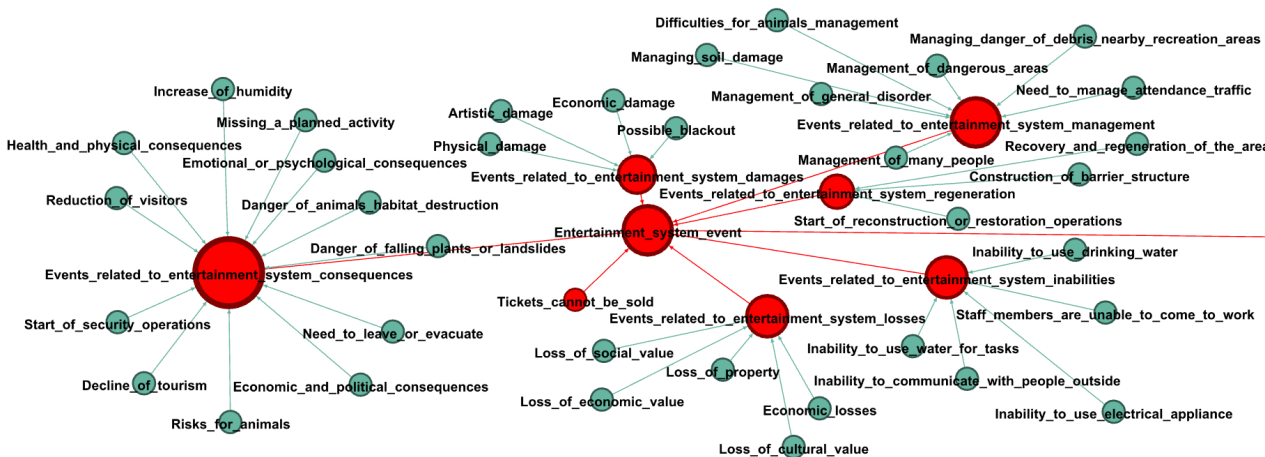 Difficulties_for_animals_management
Managing_danger_of_debris_nearby_recreation_areas
Managing_soil_damage
Management_of_dangerous_areas
Increase_of_humidity
Need_to_manage_attendance_traffic
Management_of_general_disorder
Economic_damage
Artistic_damage
Missing_a_planned_activity
Events_related_to_entertainment_system_management
Possible_blackout
Health_and_physical_consequences
Physical_damage
Recovery_and_regeneration_of_the_area
Emotional_or_psychological_consequences
Management_of_many_people
Events_related_to_entertainment_system_damages
Construction_of_barrier_structure
Events_related_to_entertainment_system_regeneration
Reduction_of_visitors
Danger_of_animals_habitat_destruction
Start_of_reconstruction_or_restoration_operations
Entertainment_system_event
Danger_of_falling_plants_or_landslides
Inability_to_use_drinking_water
Events_related_to_entertainment_system_consequences
Events_related_to_entertainment_system_inabilities
Tickets_cannot_be_sold
Staff_members_are_unable_to_come_to_work
Events_related_to_entertainment_system_losses
Start_of_security_operations
Need_to_leave_or_evacuate
Inability_to_use_water_for_tasks
Loss_of_social_value
Loss_of_property
Decline_of_tourism
Economic_and_political_consequences
Inability_to_communicate_with_people_outside
Loss_of_economic_value
Economic_losses
Inability_to_use_electrical_appliance
Risks_for_animals
Loss_of_cultural_value